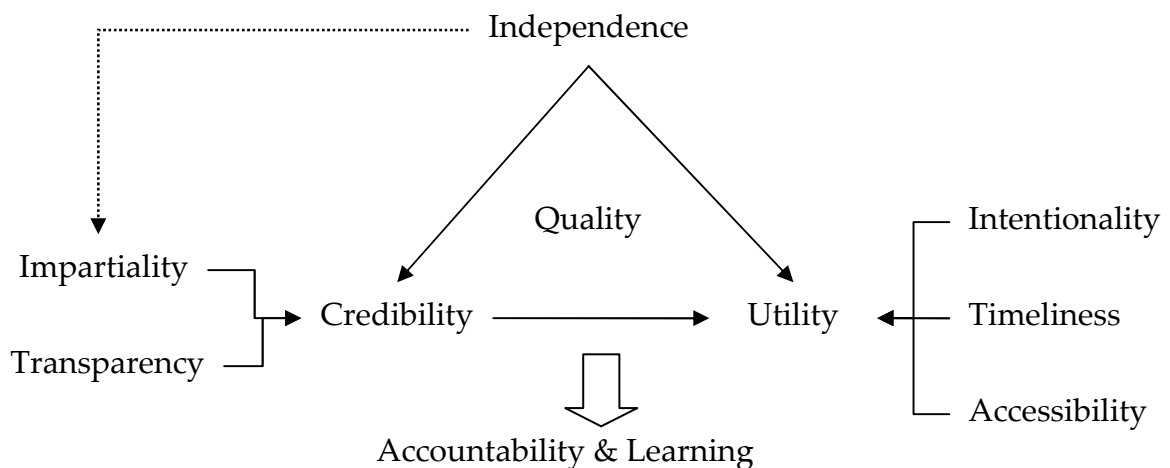 Independence
Quality
Intentionality
Impartiality
Credibility
Utility
Timeliness
Transparency
Accessibility
Accountability & Learning